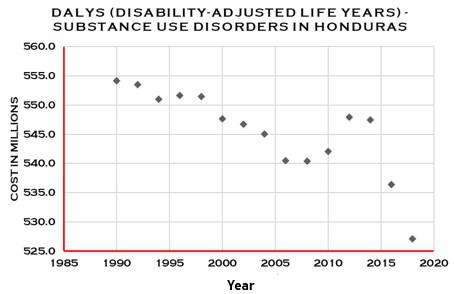 DALYS (DISABILITY-ADJUSTED LIFE YEARS) -
SUBSTANCE USE DISORDERS IN HONDURAS
560.0
555.0
550.0
545.0
540.0
535.0
530.0
525.0
COST IN MILLIONS
1985 1990 1995 2000 2005 2010 2015 2020
Year